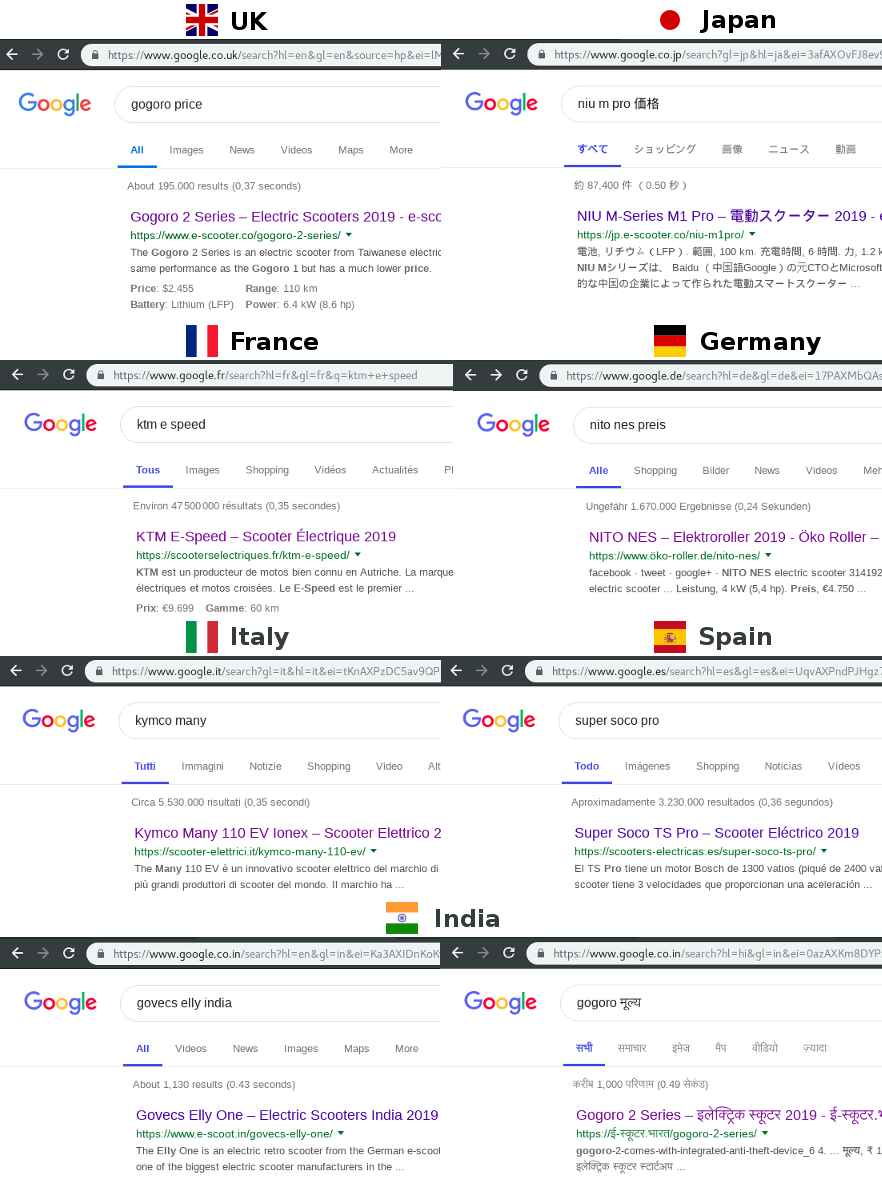 UK
https://www.google.co.uk/search?hl=en&gl=en&source=hp&ei=
Google
gogoro price
All Images News Videos Maps More
About 195.000 results (0,37 seconds)
Gogoro 2 Series – Electric Scooters 2019 - e-sco
https://www.e-scooter.co/gogoro-2-series/
The Gogoro 2 Series is an electric scooter from Taiwanese electric
same performance as the Gogoro 1 but has a much lower price.
Price: $2.455 Range: 110 km
Battery: Lithium (LFP) Power: 6.4 kW (8.6 hp)
Japan
https://www.google.co.jp/search?gl=jp&hl=ja&ei=3afAXOvFJ8ev
Google
niu m pro 価格
すべて ショッピング 画像 ニュース 動画
約 87,400 件 （ 0.50 秒 ）
NIU M-Series M1 Pro – 電動スクーター 2019 -
https://jp.e-scooter.co/niu-m1pro/
電池, リチウム（ LFP ）. 範囲, 100 km. 充電時間, 6 時間. 力, 1.2 k
NIU Mシリーズは、 Baidu （ 中国語Google ）の元CTOとMicrosoft
的な中国の企業によって作られた電動スマートスクーター ...
France
https://www.google.fr/search?hl=fr&gl=fr&q=ktm+e+speed
Google
ktm e speed
Tous Images Shopping Vidéos Actualités Pl
Environ 47 500 000 résultats (0,35 secondes)
KTM E-Speed – Scooter Électrique 2019
https://scooterselectriques.fr/ktm-e-speed/
KTM est un producteur de motos bien connu en Autriche. La marque
électriques et motos croisées. Le E-Speed est le premier ...
Prix: €9.699 Gamme: 60 km
Germany
https://www.google.de/search?hl=de&gl=de&ei=17PAXMbQAs
Google
nito nes preis
Alle Shopping Bilder News Videos Meh
Ungefähr 1.670.000 Ergebnisse (0,24 Sekunden)
NITO NES – Elektroroller 2019 - Öko Roller –
https://www.öko-roller.de/nito-nes/
facebook · tweet · google+ · NITO NES electric scooter 314192
electric scooter ... Leistung, 4 kW (5,4 hp). Preis, €4.750 ...
Italy
https://www.google.it/search?gl=it&hl=it&ei=tKnAXPzDC5av9QP
Google
kymco many
Tutti Immagini Notizie Shopping Video Alt
Circa 5.530.000 risultati (0,35 secondi)
Kymco Many 110 EV Ionex – Scooter Elettrico 2
https://scooter-elettrici.it/kymco-many-110-ev/
The Many 110 EV è un innovativo scooter elettrico del marchio di
più grandi produttori di scooter del mondo. Il marchio ha ...
Spain
https://www.google.es/search?hl=es&gl=es&ei=UqvAXPndPJHgz
Google
super soco pro
Todo Imágenes Shopping Noticias Vídeos
Aproximadamente 3.230.000 resultados (0,36 segundos)
Super Soco TS Pro – Scooter Eléctrico 2019
https://scooters-electricas.es/super-soco-ts-pro/
El TS Pro tiene un motor Bosch de 1300 vatios (piqué de 2400 vat
scooter tiene 3 velocidades que proporcionan una aceleración ...
India
https://www.google.co.in/search?hl=en&gl=in&ei=Ka3AXIDnKoK
Google
govecs elly india
All Videos News Images Maps More
About 1,130 results (0.43 seconds)
Govecs Elly One – Electric Scooters India 2019
https://www.e-scoot.in/govecs-elly-one/
The Elly One is an electric retro scooter from the German e-scoot
one of the biggest electric scooter manufacturers in the ...
https://www.google.co.in/search?hl=hi&gl=in&ei=0azAXKm8DYP
Google
gogoro मूल्य
सभी समाचार इमेज मैप वीडियो ज़्यादा
करीब 1,000 परिणाम (0.49 सेकंड)
Gogoro 2 Series – इलेक्ट्रिक स्कूटर 2019 - ई-स्कूटर.भ
https://ई-स्कूटर.भारत/gogoro-2-series/
gogoro-2-comes-with-integrated-anti-theft-device_6 4. ... मूल्य, ₹ 1
इलेक्ट्रिक स्कूटर स्टार्टअप ...